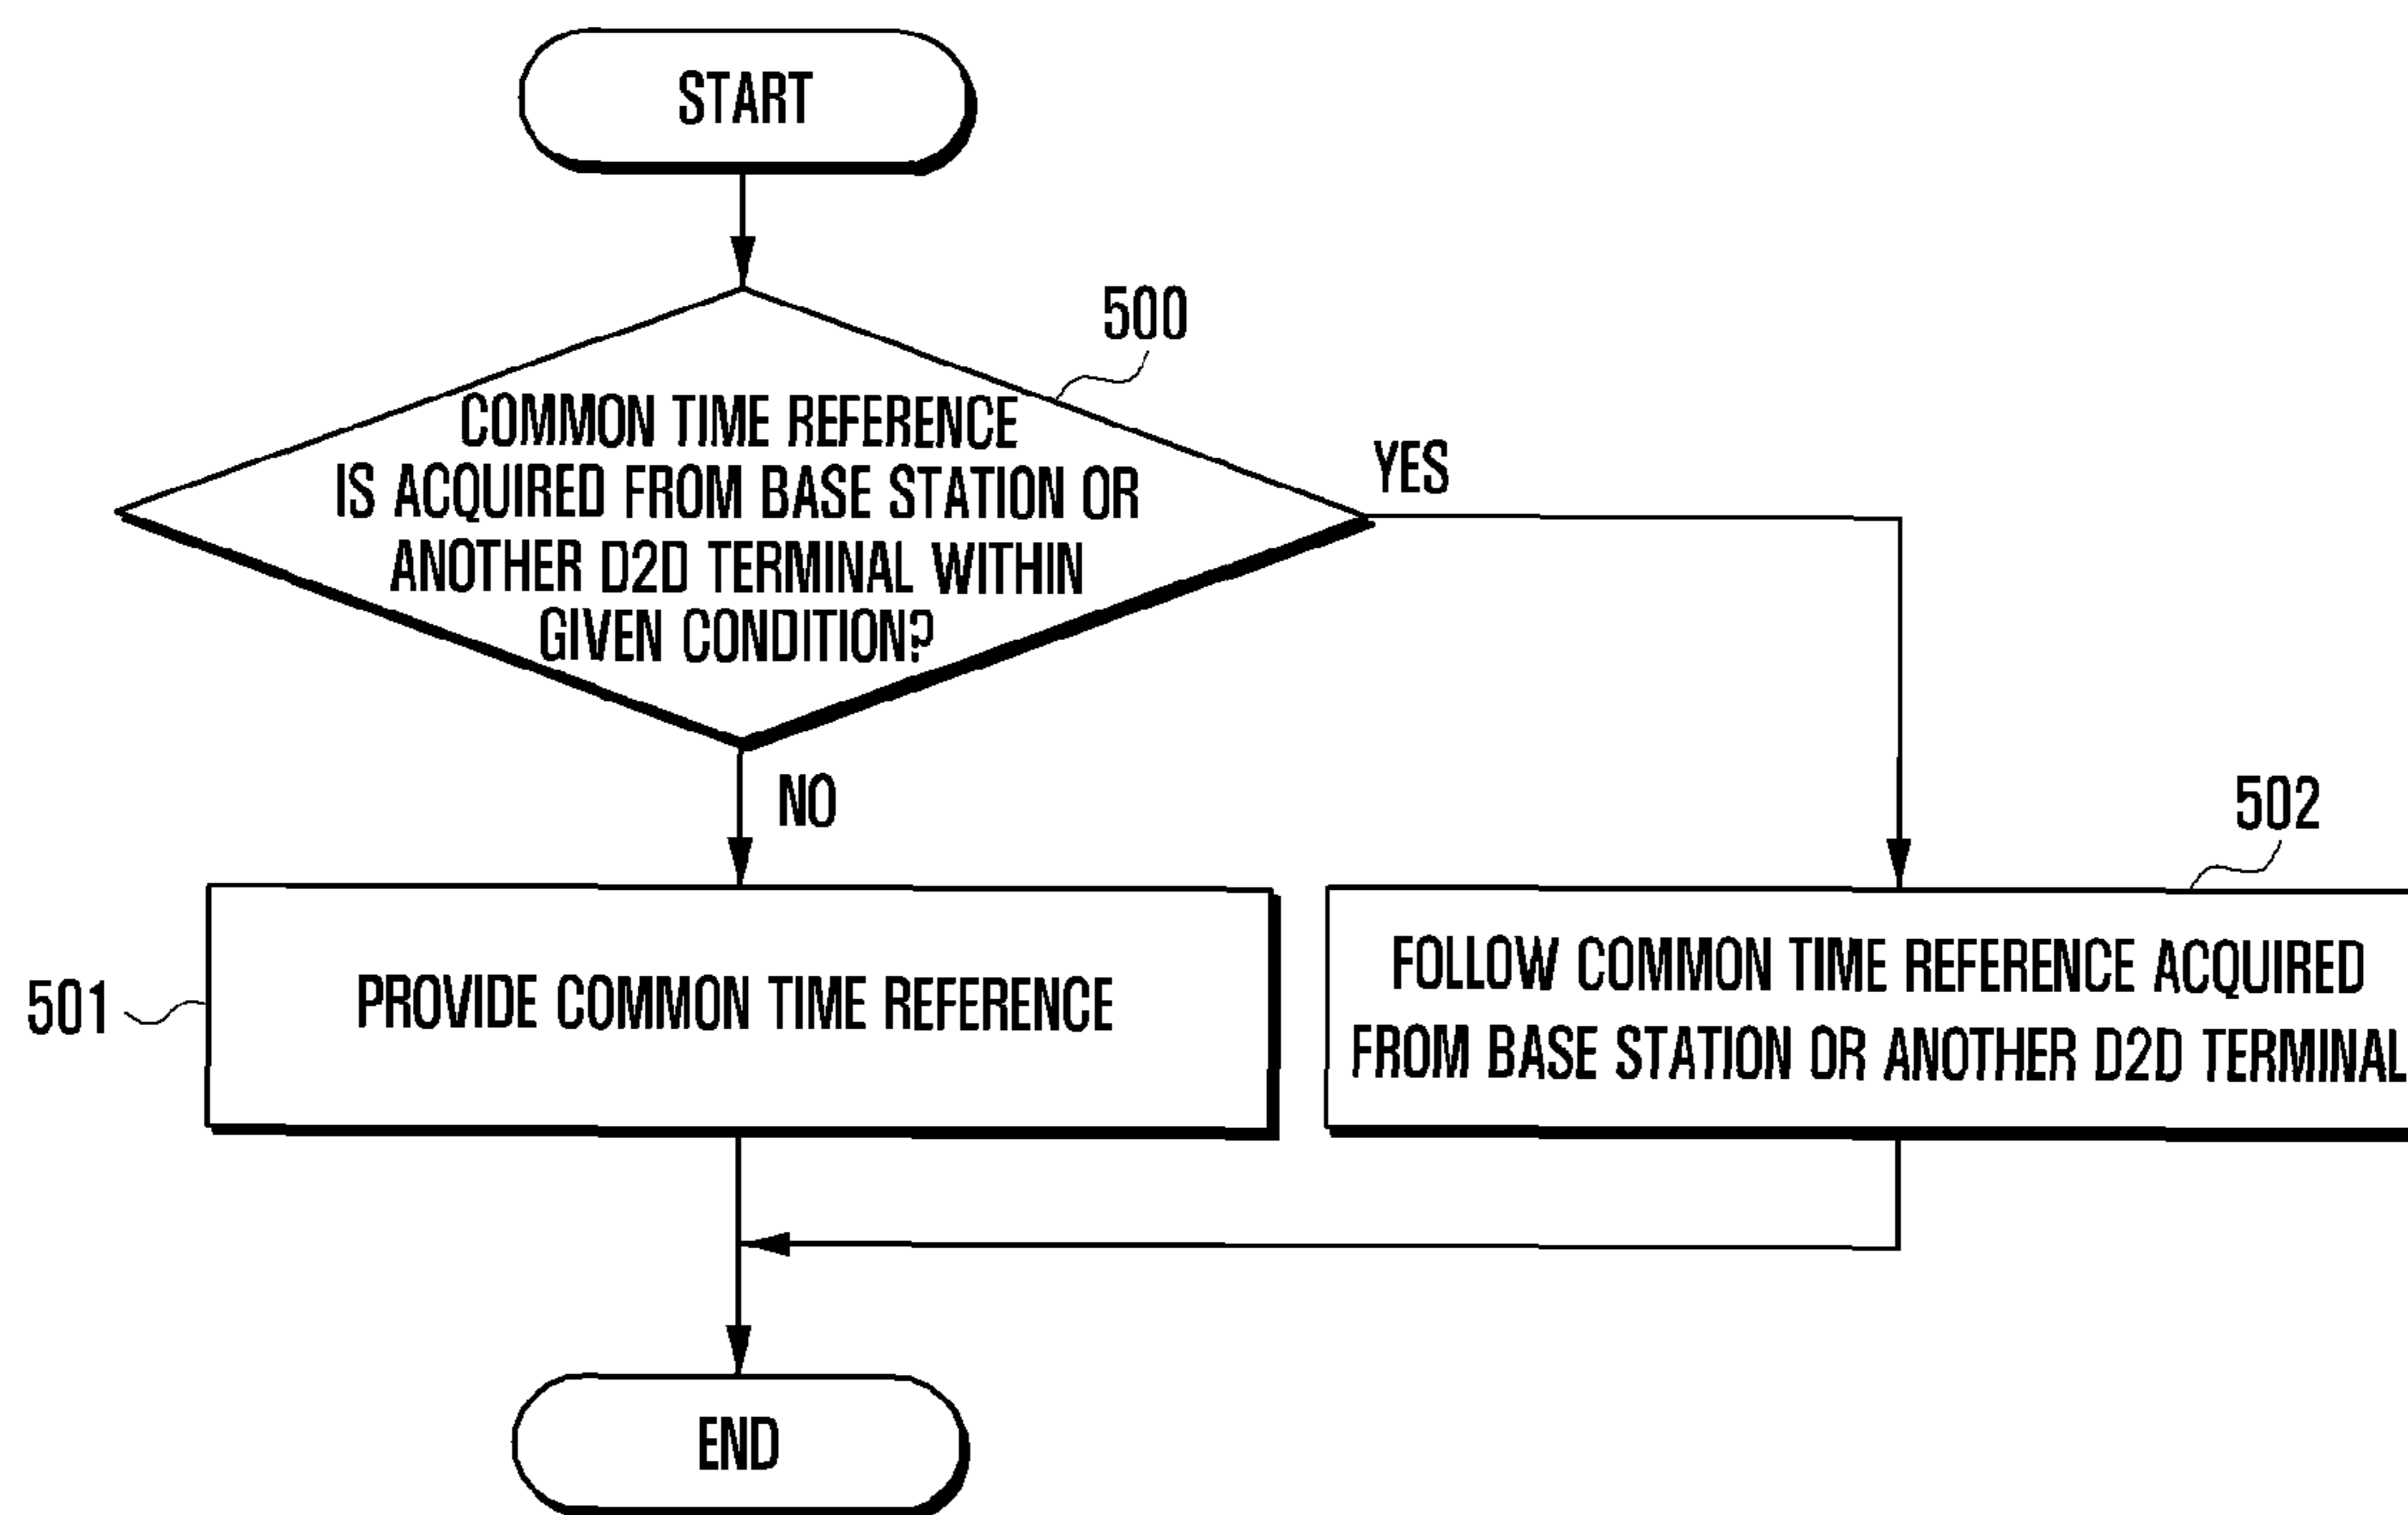 START
500
COMMON TIME REFERENCE
IS ACQUIRED FROM BASE STATION OR
ANOTHER D2D TERMINAL WITHIN
GIVEN CONDITION?
YES
NO
502
501
PROVIDE COMMON TIME REFERENCE
FOLLOW COMMON TIME REFERENCE ACQUIRED
FROM BASE STATION OR ANOTHER D2D TERMINAL
END